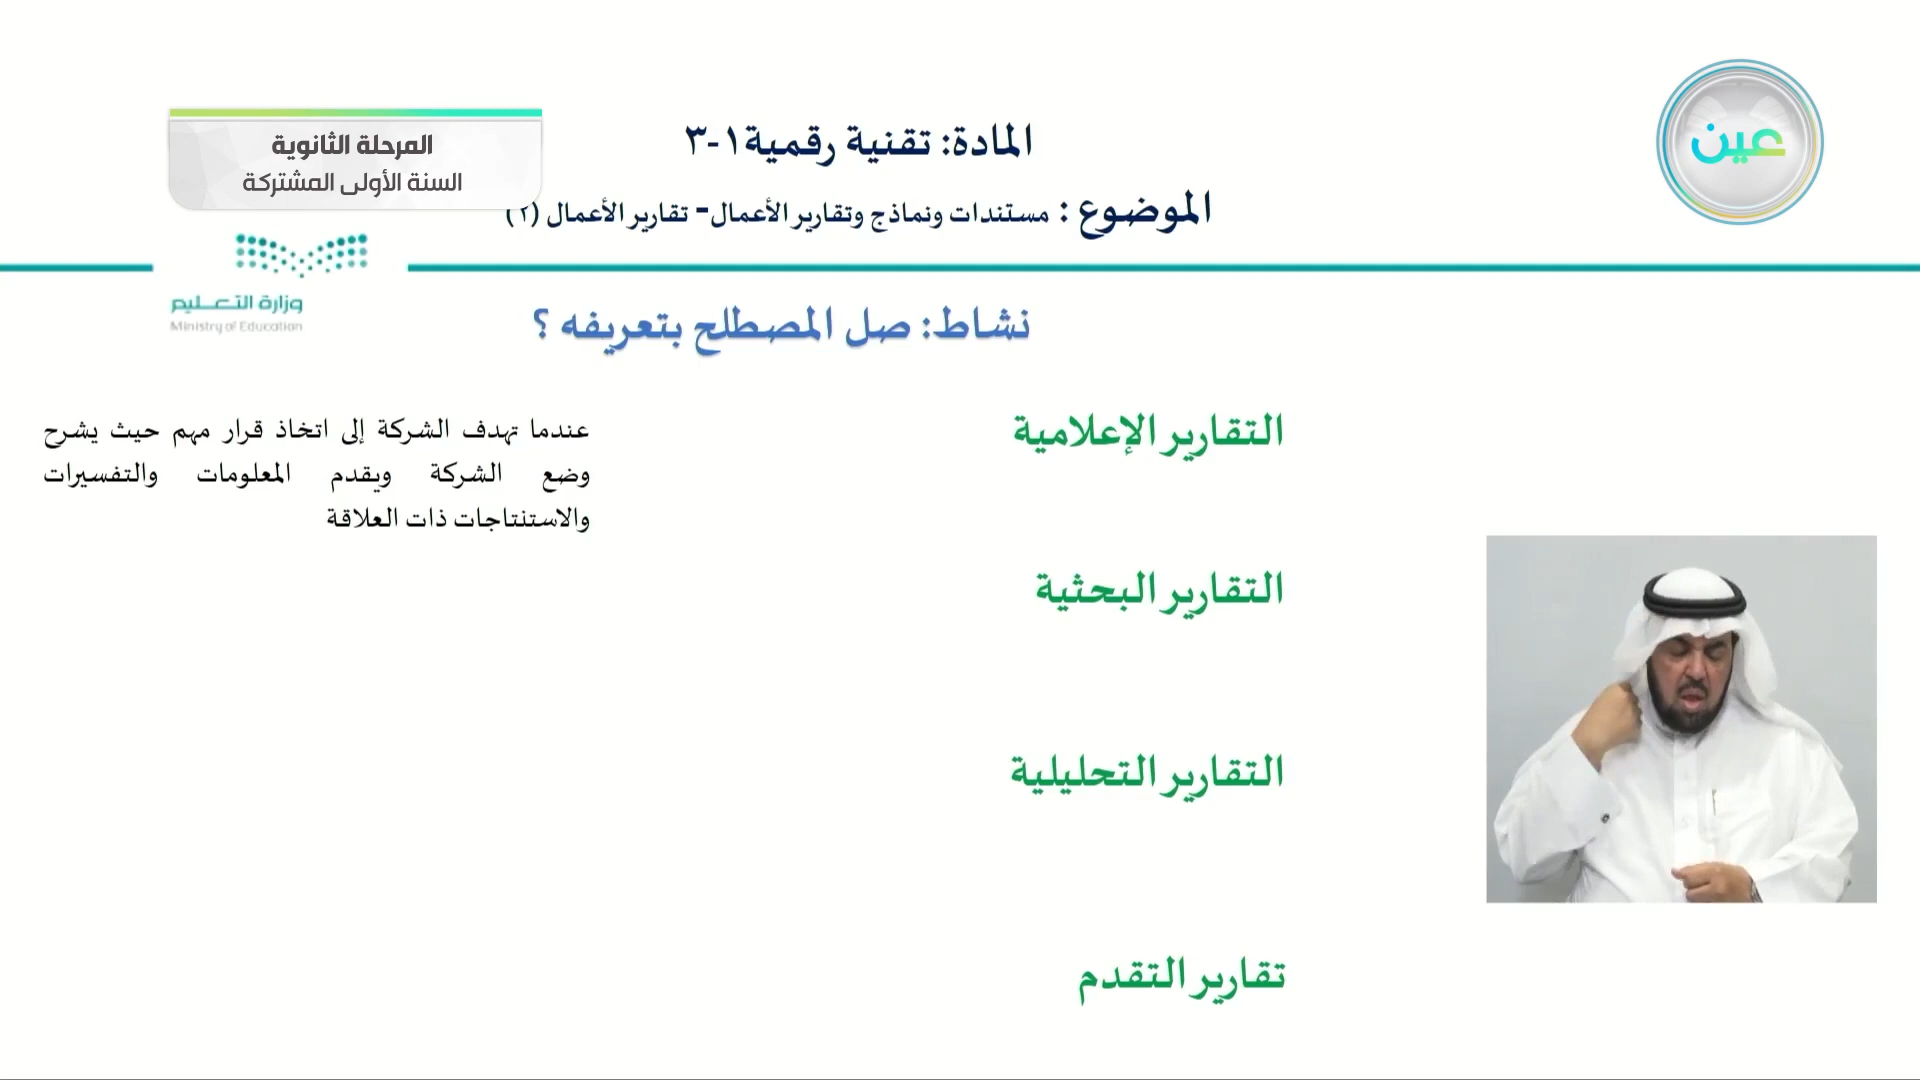 عين
المرحلة الثانوية
السنة الأولى المشتركة
المادة: تقنية رقمية١-٣
الموضوع : مستندات ونماذج وتقارير الأعمال- تقارير الأعمال (٢)
وزارة التعليم
Ministry of Education
نشاط: صل المصطلح بتعريفه ؟
التقارير الإعلامية
عندما تهدف الشركة إلى اتخاذ قرار مهم حيث يشرح
وضع الشركة ويقدم المعلومات والتفسيرات
والاستنتاجات ذات العلاقة
التقارير البحثية
التقارير التحليلية
تقارير التقدم